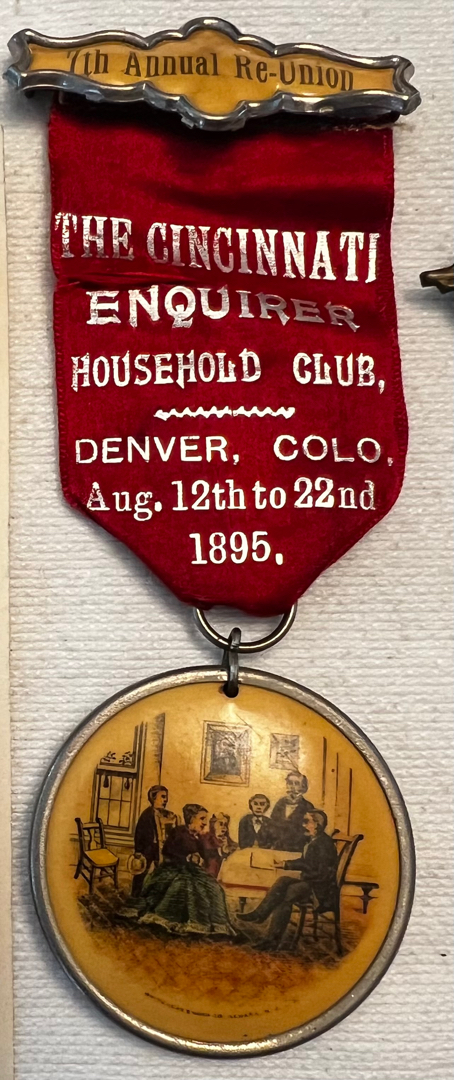 7th Annual Re-Union
THE CINCINNATI
ENQUIRER
HOUSEHOLD CLUB,
DENVER, COLO.
Aug. 12th to 22nd
1895.